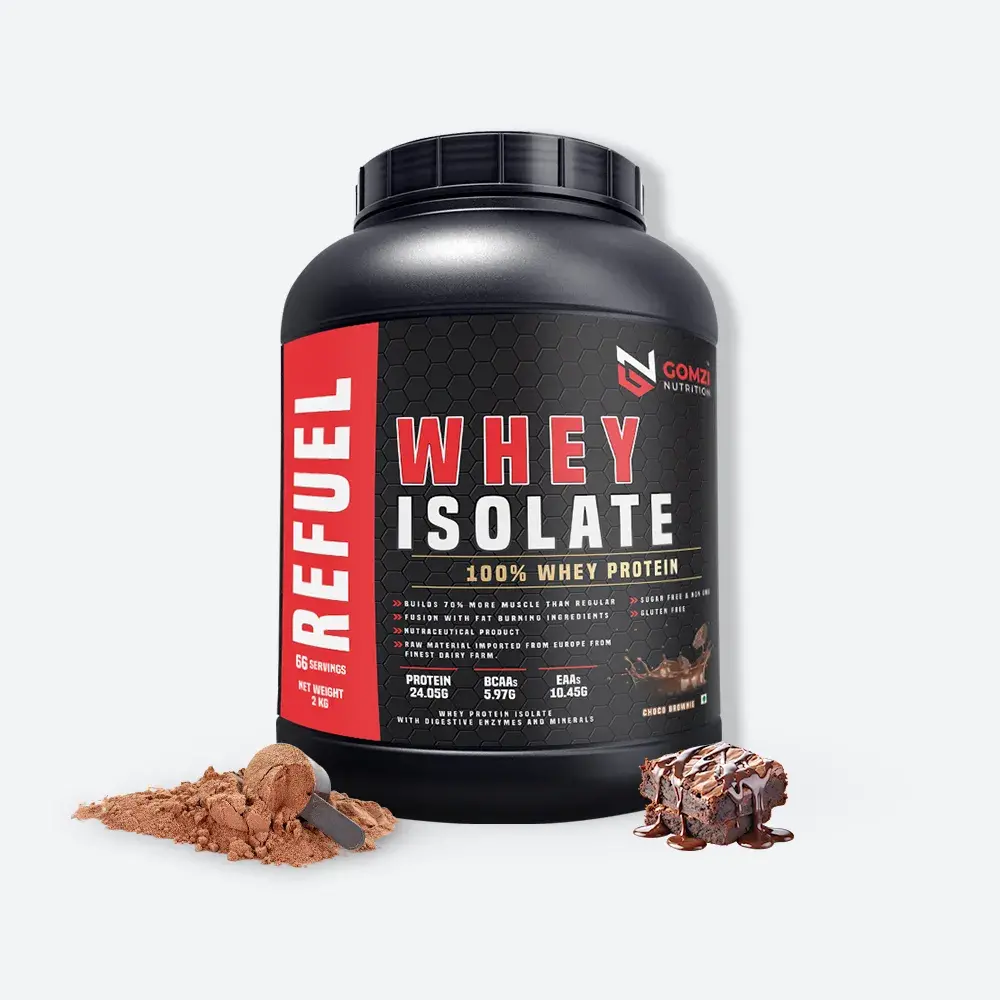 GOMZI
NUTRITION
REFUEL
66 SERVINGS
NET WEIGHT
2 KG
WHEY
ISOLATE
100% WHEY PROTEIN
BUILDS 70% MORE MUSCLE THAN REGULAR
FUSION WITH FAT BURNING INGREDIENTS
NUTRACEUTICAL PRODUCT
RAW MATERIAL IMPORTED FROM EUROPE FROM
FINEST DAIRY FARM.
SUGAR FREE & NON
GLUTEN FREE
PROTEIN
24.05G
BCAAs
5.97G
EAAs
10.45G
WHEY PROTEIN ISOLATE
WITH DIGESTIVE ENZYMES AND MINERALS
CHOCO BROWNIE